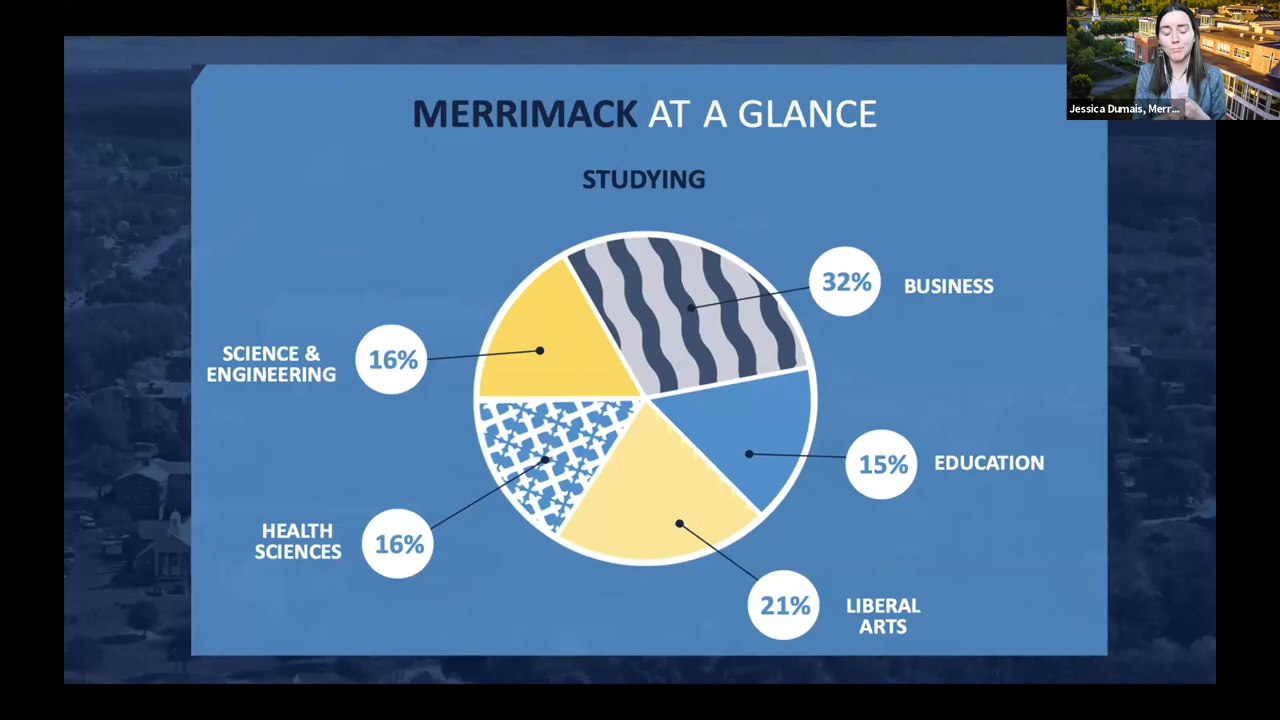 Jessica Dumais, Merr...
MERRIMACK AT A GLANCE
STUDYING
32%
BUSINESS
SCIENCE &
ENGINEERING
16%
15%
EDUCATION
HEALTH
SCIENCES
16%
21%
LIBERAL
ARTS